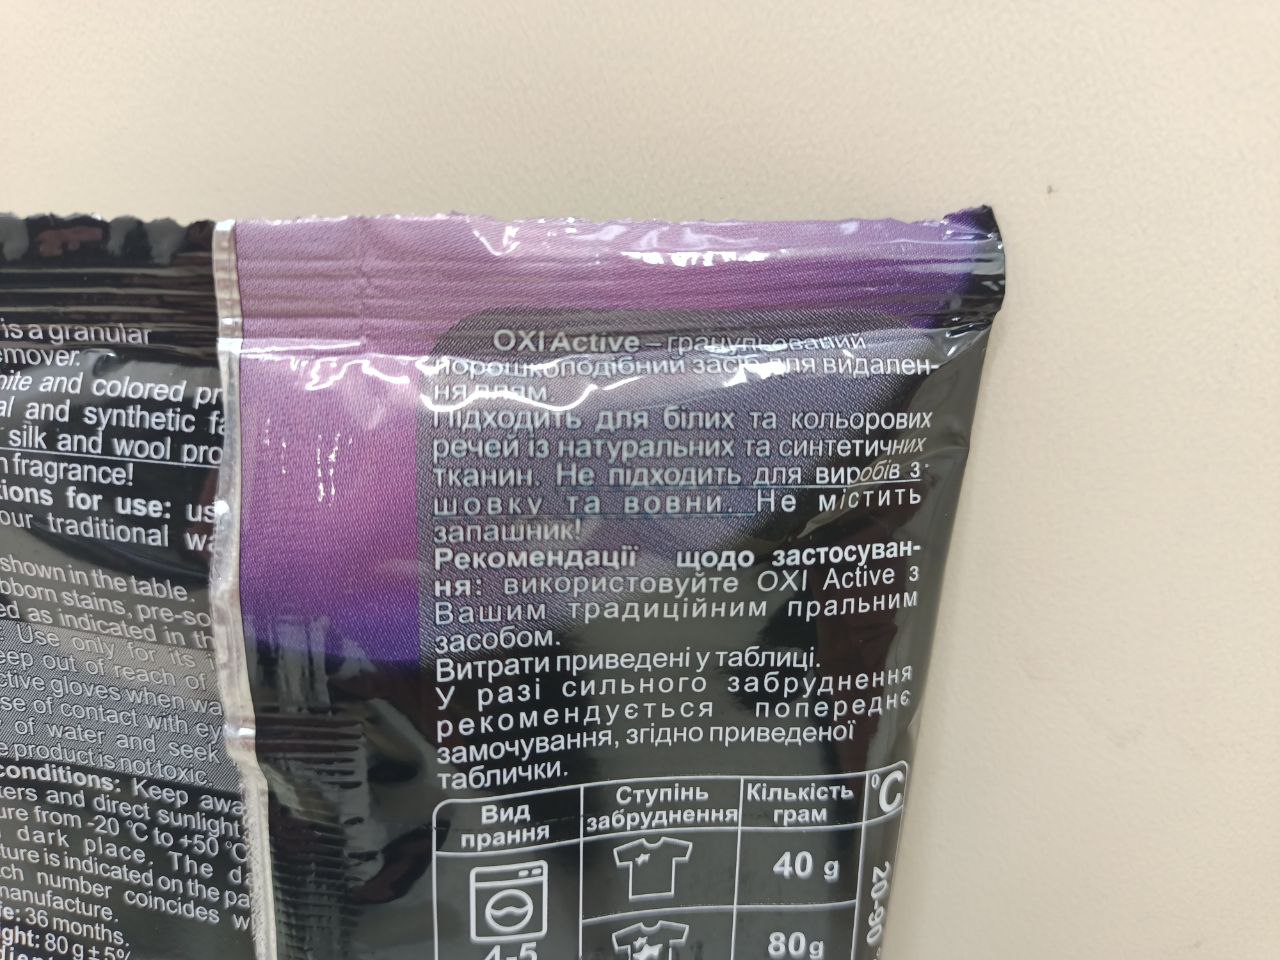 is a granular
emover.
hite and colored pr
al and synthetic fa
silk and wool pro
n fragrance!
ions for use: us
our traditional wa
shown in the table.
bborn stains, pre-so
ed as indicated in th
: Use only for its i
eep out of reach of
ctive gloves when wa
se of contact with ey
of water and seek
e product is not toxic.
conditions: Keep awa
ters and direct sunlight.
ure from -20 °C to +50 °C
dark place. The da
ture is indicated on the pa
ch number coincides w
manufacture.
fe: 36 months.
ght: 80 g ± 5%
OXI Active – гранульований
порошкоподібний засіб для видален-
ня плям.
Підходить для білих та кольорових
речей із натуральних та синтетичних
тканин. Не підходить для виробів з:
шовку та вовни. Не містить
запашник!
Рекомендації щодо застосуван-
ня: використовуйте OXI Active з
Вашим традиційним пральним
засобом.
Витрати приведені у таблиці.
У разі сильного забруднення
рекомендується попереднє
замочування, згідно приведеної
таблички.
Вид прання
Ступінь забруднення
Кількість грам
°C
40 g
80g
4-5
20-90